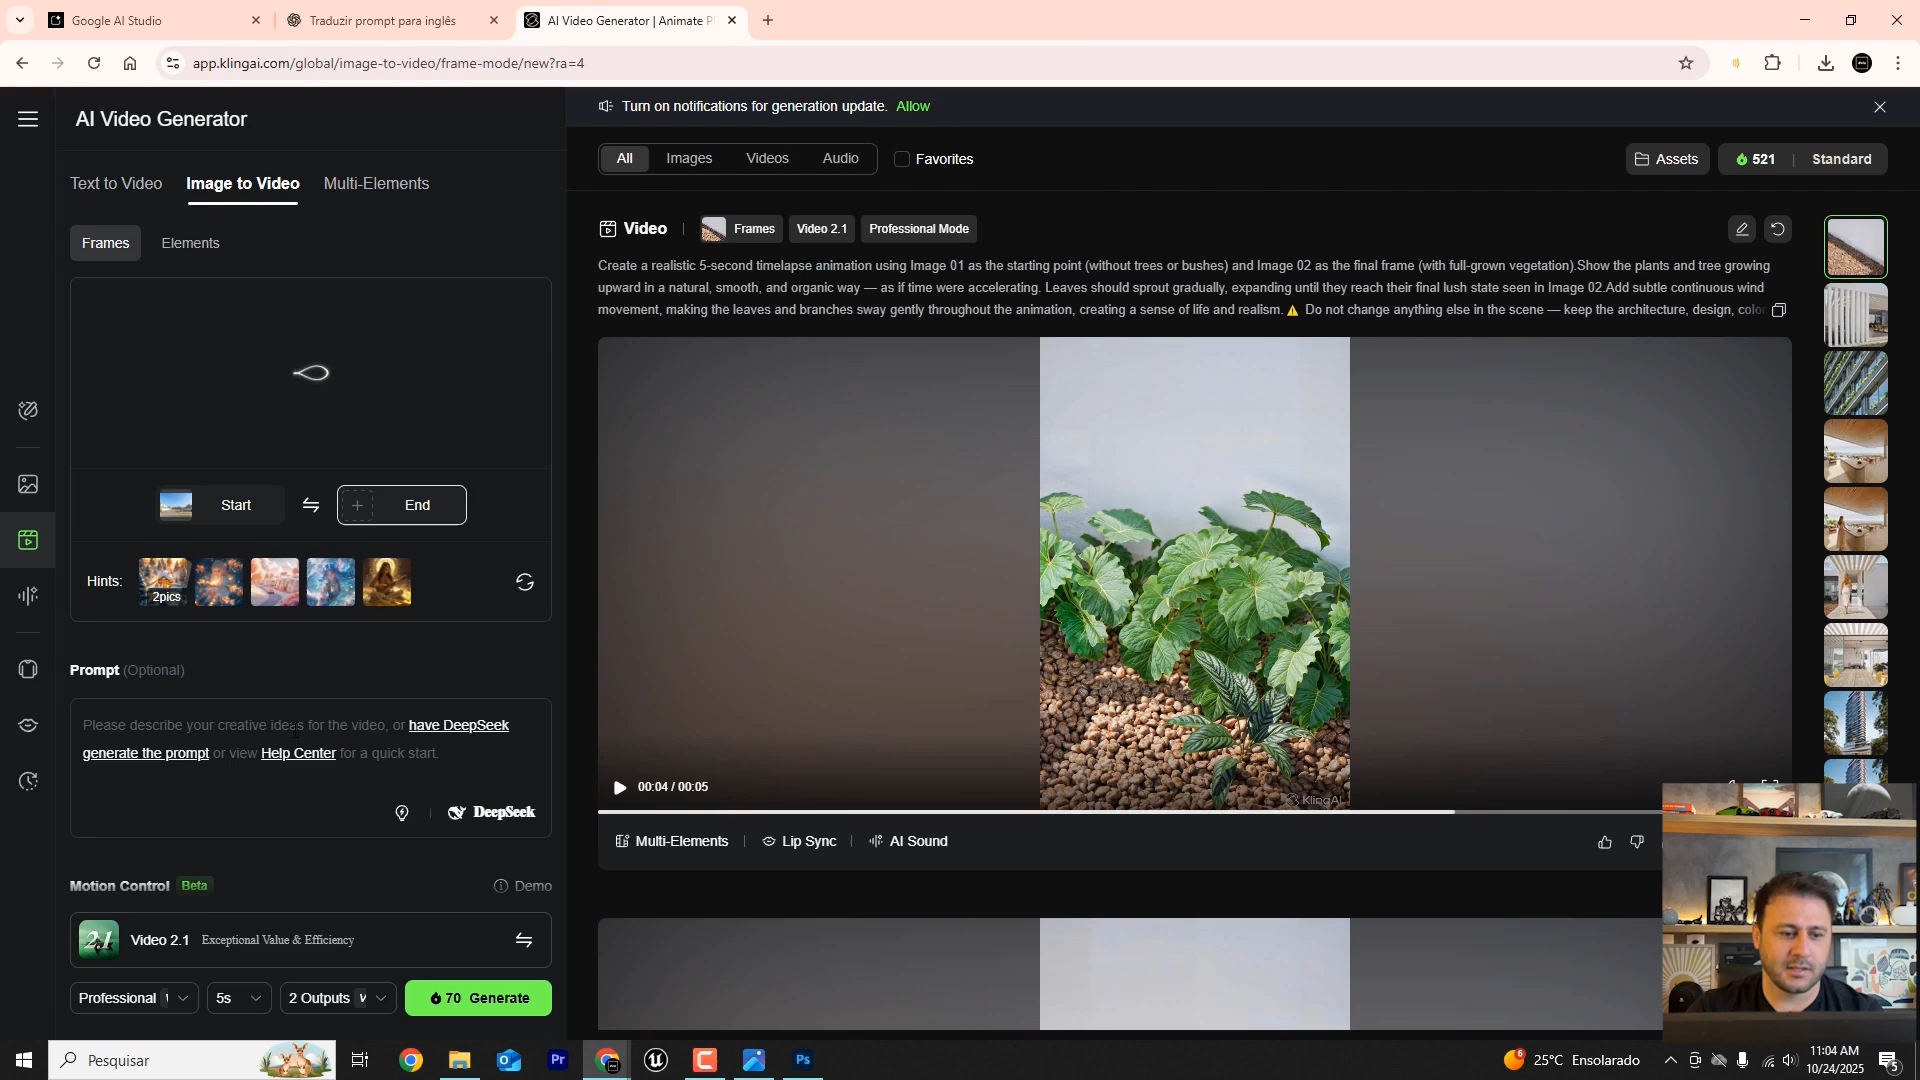 Google AI Studio
Traduzir prompt para inglês
AI Video Generator | Animate P
app.klingai.com/global/image-to-video/frame-mode/new?ra=4
AI Video Generator
Turn on notifications for generation update. Allow
All
Images
Videos
Audio
Favorites
Assets
521
Standard
Text to Video
Image to Video
Multi-Elements
Frames
Elements
Video
Frames
Video 2.1
Professional Mode
Create a realistic 5-second timelapse animation using Image 01 as the starting point (without trees or bushes) and Image 02 as the final frame (with full-grown vegetation).Show the plants and tree growing
upward in a natural, smooth, and organic way — as if time were accelerating. Leaves should sprout gradually, expanding until they reach their final lush state seen in Image 02.Add subtle continuous wind
movement, making the leaves and branches sway gently throughout the animation, creating a sense of life and realism.⚠️ Do not change anything else in the scene — keep the architecture, design, colo
Start
End
Hints:
2pics
Prompt (Optional)
Please describe your creative ideas for the video, or have DeepSeek
generate the prompt or view Help Center for a quick start.
DeepSeek
00:04 / 00:05
KlingAI
Multi-Elements
Lip Sync
AI Sound
Motion Control Beta
Demo
2.1
Video 2.1 Exceptional Value & Efficiency
Professional
5s
2 Outputs
70 Generate
Pesquisar
Pr
Ps
6
25°C Ensolarado
11:04 AM
10/24/2025
5